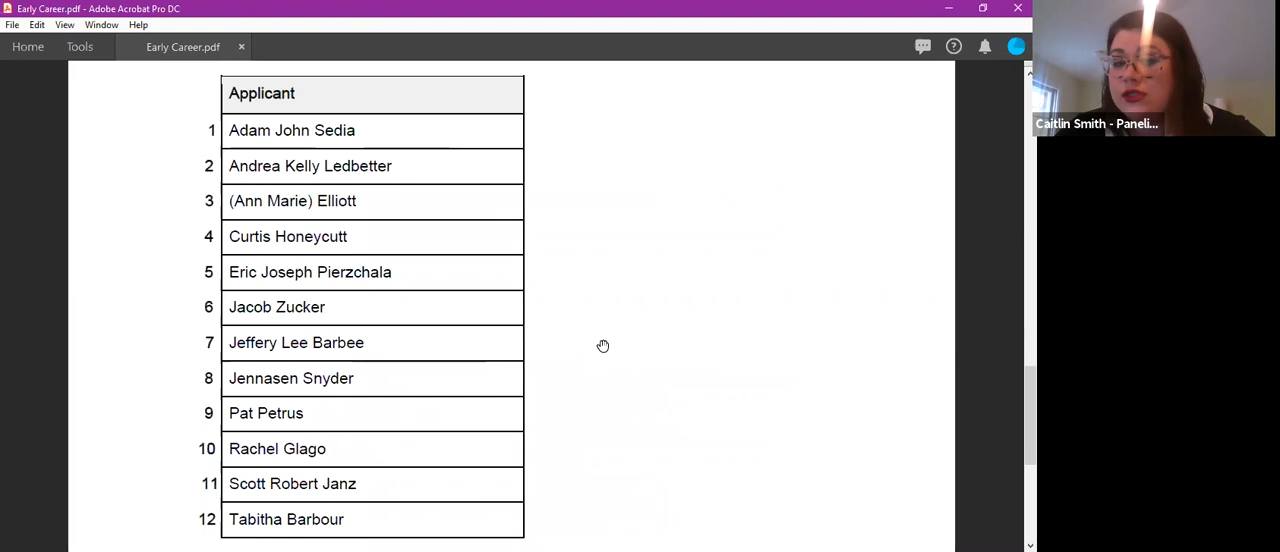 Early Career.pdf - Adobe Acrobat Pro DC
File Edit View Window Help
Home Tools Early Career.pdf
Applicant
1 Adam John Sedia
2 Andrea Kelly Ledbetter
3 (Ann Marie) Elliott
4 Curtis Honeycutt
5 Eric Joseph Pierzchala
6 Jacob Zucker
7 Jeffery Lee Barbee
8 Jennasen Snyder
9 Pat Petrus
10 Rachel Glago
11 Scott Robert Janz
12 Tabitha Barbour
Caitlin Smith - Paneli...